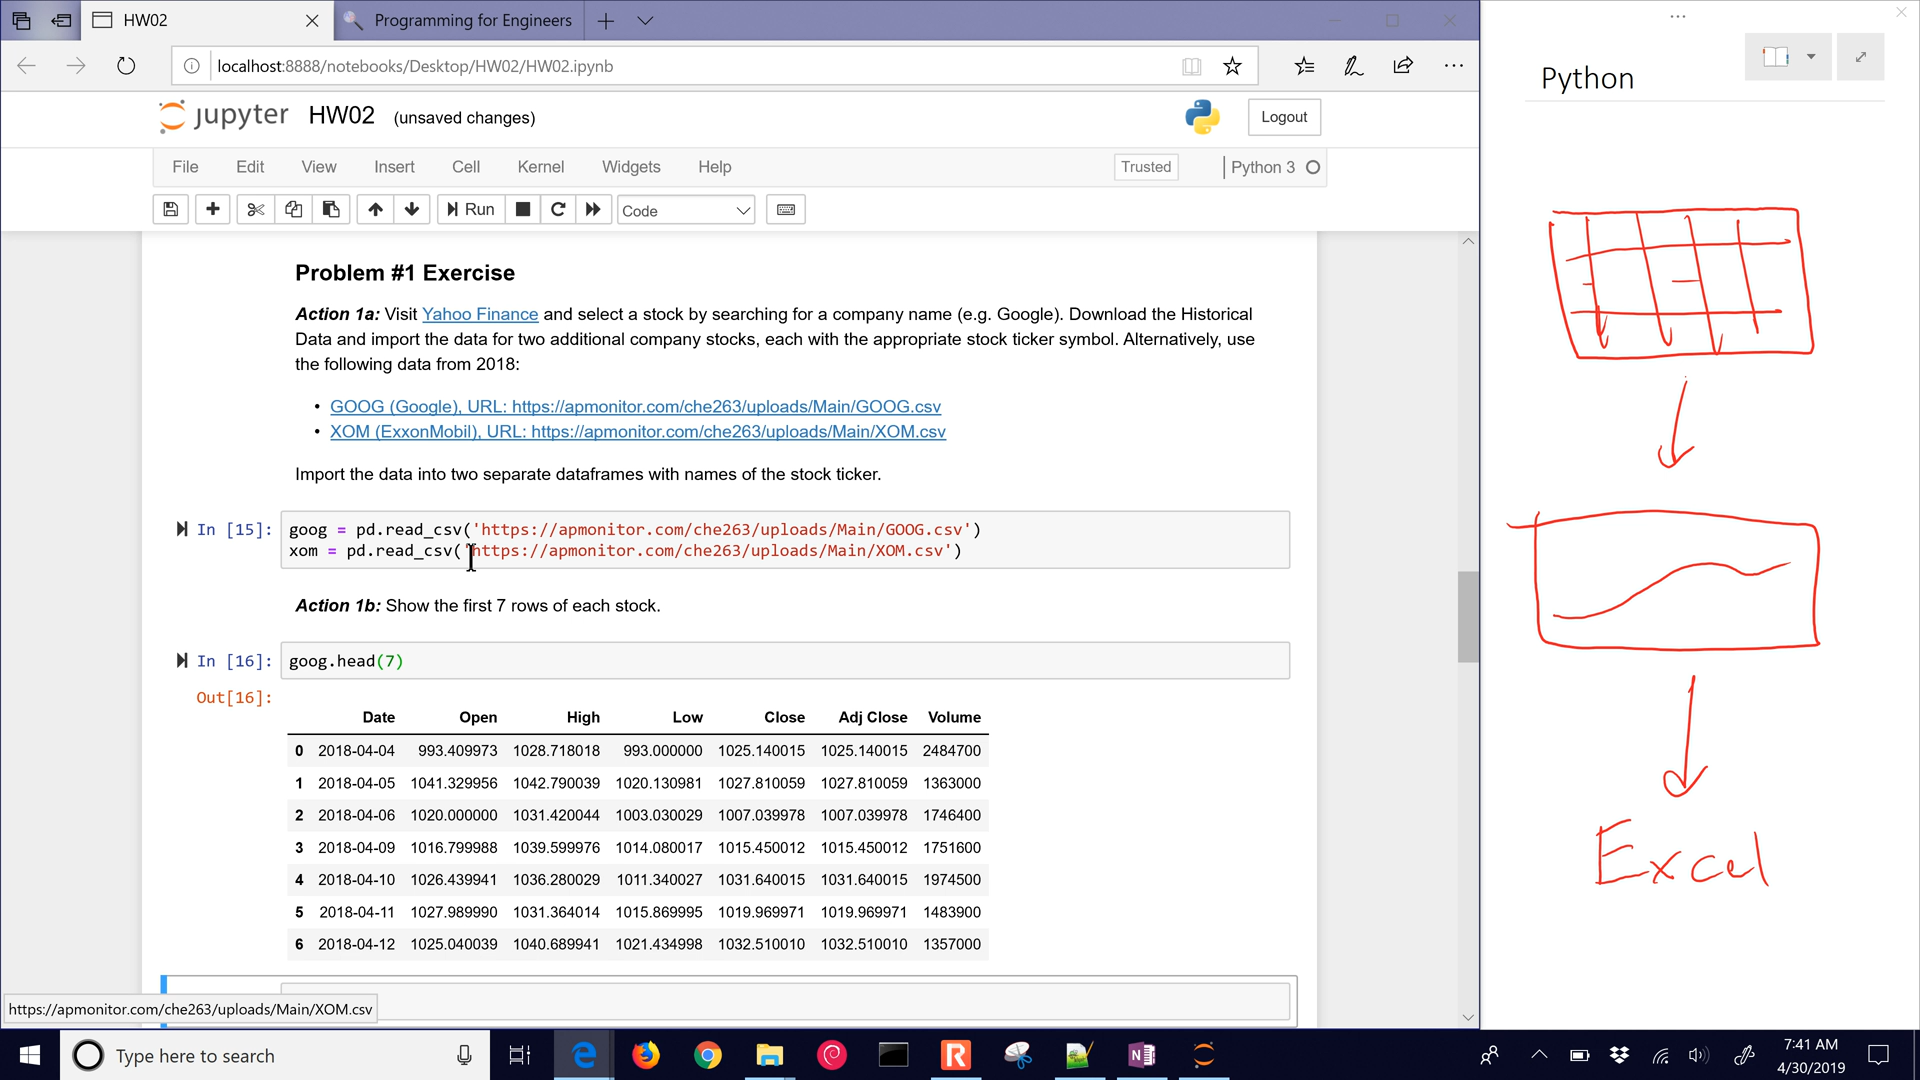 HW02
Programming for Engineers
localhost:8888/notebooks/Desktop/HW02/HW02.ipynb
jupyter HW02 (unsaved changes)
Logout
File Edit View Insert Cell Kernel Widgets Help
Trusted
Python 3
Run
Code
Problem #1 Exercise
Action 1a: Visit Yahoo Finance and select a stock by searching for a company name (e.g. Google). Download the Historical
Data and import the data for two additional company stocks, each with the appropriate stock ticker symbol. Alternatively, use
the following data from 2018:
• GOOG (Google), URL: https://apmonitor.com/che263/uploads/Main/GOOG.csv
• XOM (ExxonMobil), URL: https://apmonitor.com/che263/uploads/Main/XOM.csv
Import the data into two separate dataframes with names of the stock ticker.
In [15]: goog = pd.read_csv('https://apmonitor.com/che263/uploads/Main/GOOG.csv')
xom = pd.read_csv('https://apmonitor.com/che263/uploads/Main/XOM.csv')
Action 1b: Show the first 7 rows of each stock.
In [16]: goog.head(7)
Out[16]:
Date Open High Low Close Adj Close Volume
0 2018-04-04 993.409973 1028.718018 993.000000 1025.140015 1025.140015 2484700
1 2018-04-05 1041.329956 1042.790039 1020.130981 1027.810059 1027.810059 1363000
2 2018-04-06 1020.000000 1031.420044 1003.030029 1007.039978 1007.039978 1746400
3 2018-04-09 1016.799988 1039.599976 1014.080017 1015.450012 1015.450012 1751600
4 2018-04-10 1026.439941 1036.280029 1011.340027 1031.640015 1031.640015 1974500
5 2018-04-11 1027.989990 1031.364014 1015.869995 1019.969971 1019.969971 1483900
6 2018-04-12 1025.040039 1040.689941 1021.434998 1032.510010 1032.510010 1357000
https://apmonitor.com/che263/uploads/Main/XOM.csv
Python
Excel
Type here to search
7:41 AM
4/30/2019